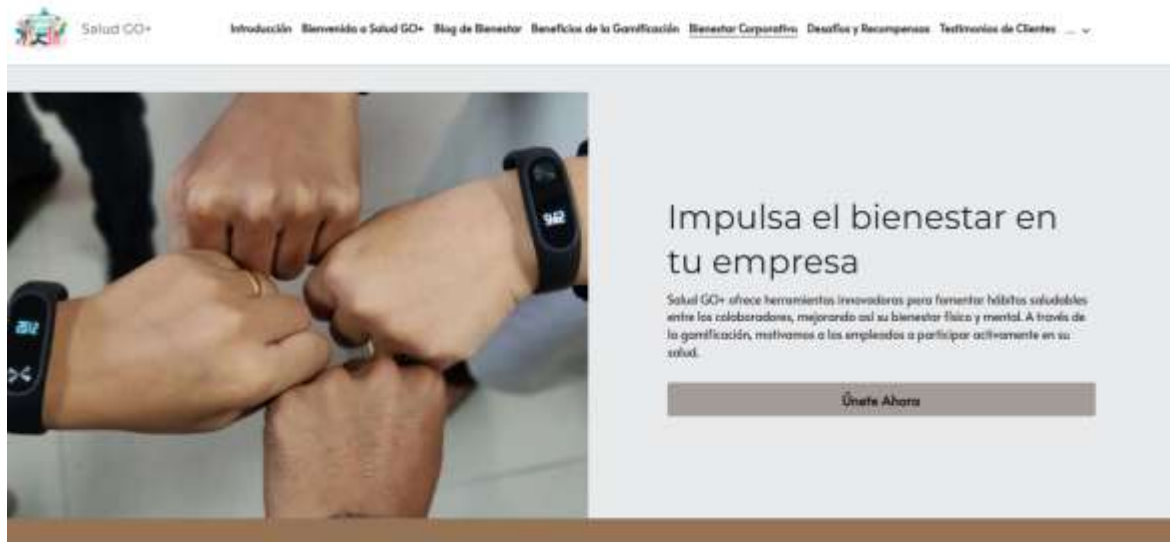 Salud GO+
Introducción Bienvenido a Salud GO+ Blog de Bienestar Beneficios de la Gamificación Bienestar Corporativo Desafíos y Recompensas Testimonios de Clientes ...
Impulsa el bienestar en
tu empresa
Salud GO+ ofrece herramientas innovadoras para fomentar hábitos saludables
entre los colaboradores, mejorando así su bienestar físico y mental. A través de
la gamificación, motivamos a los empleados a participar activamente en su
salud.
Únete Ahora